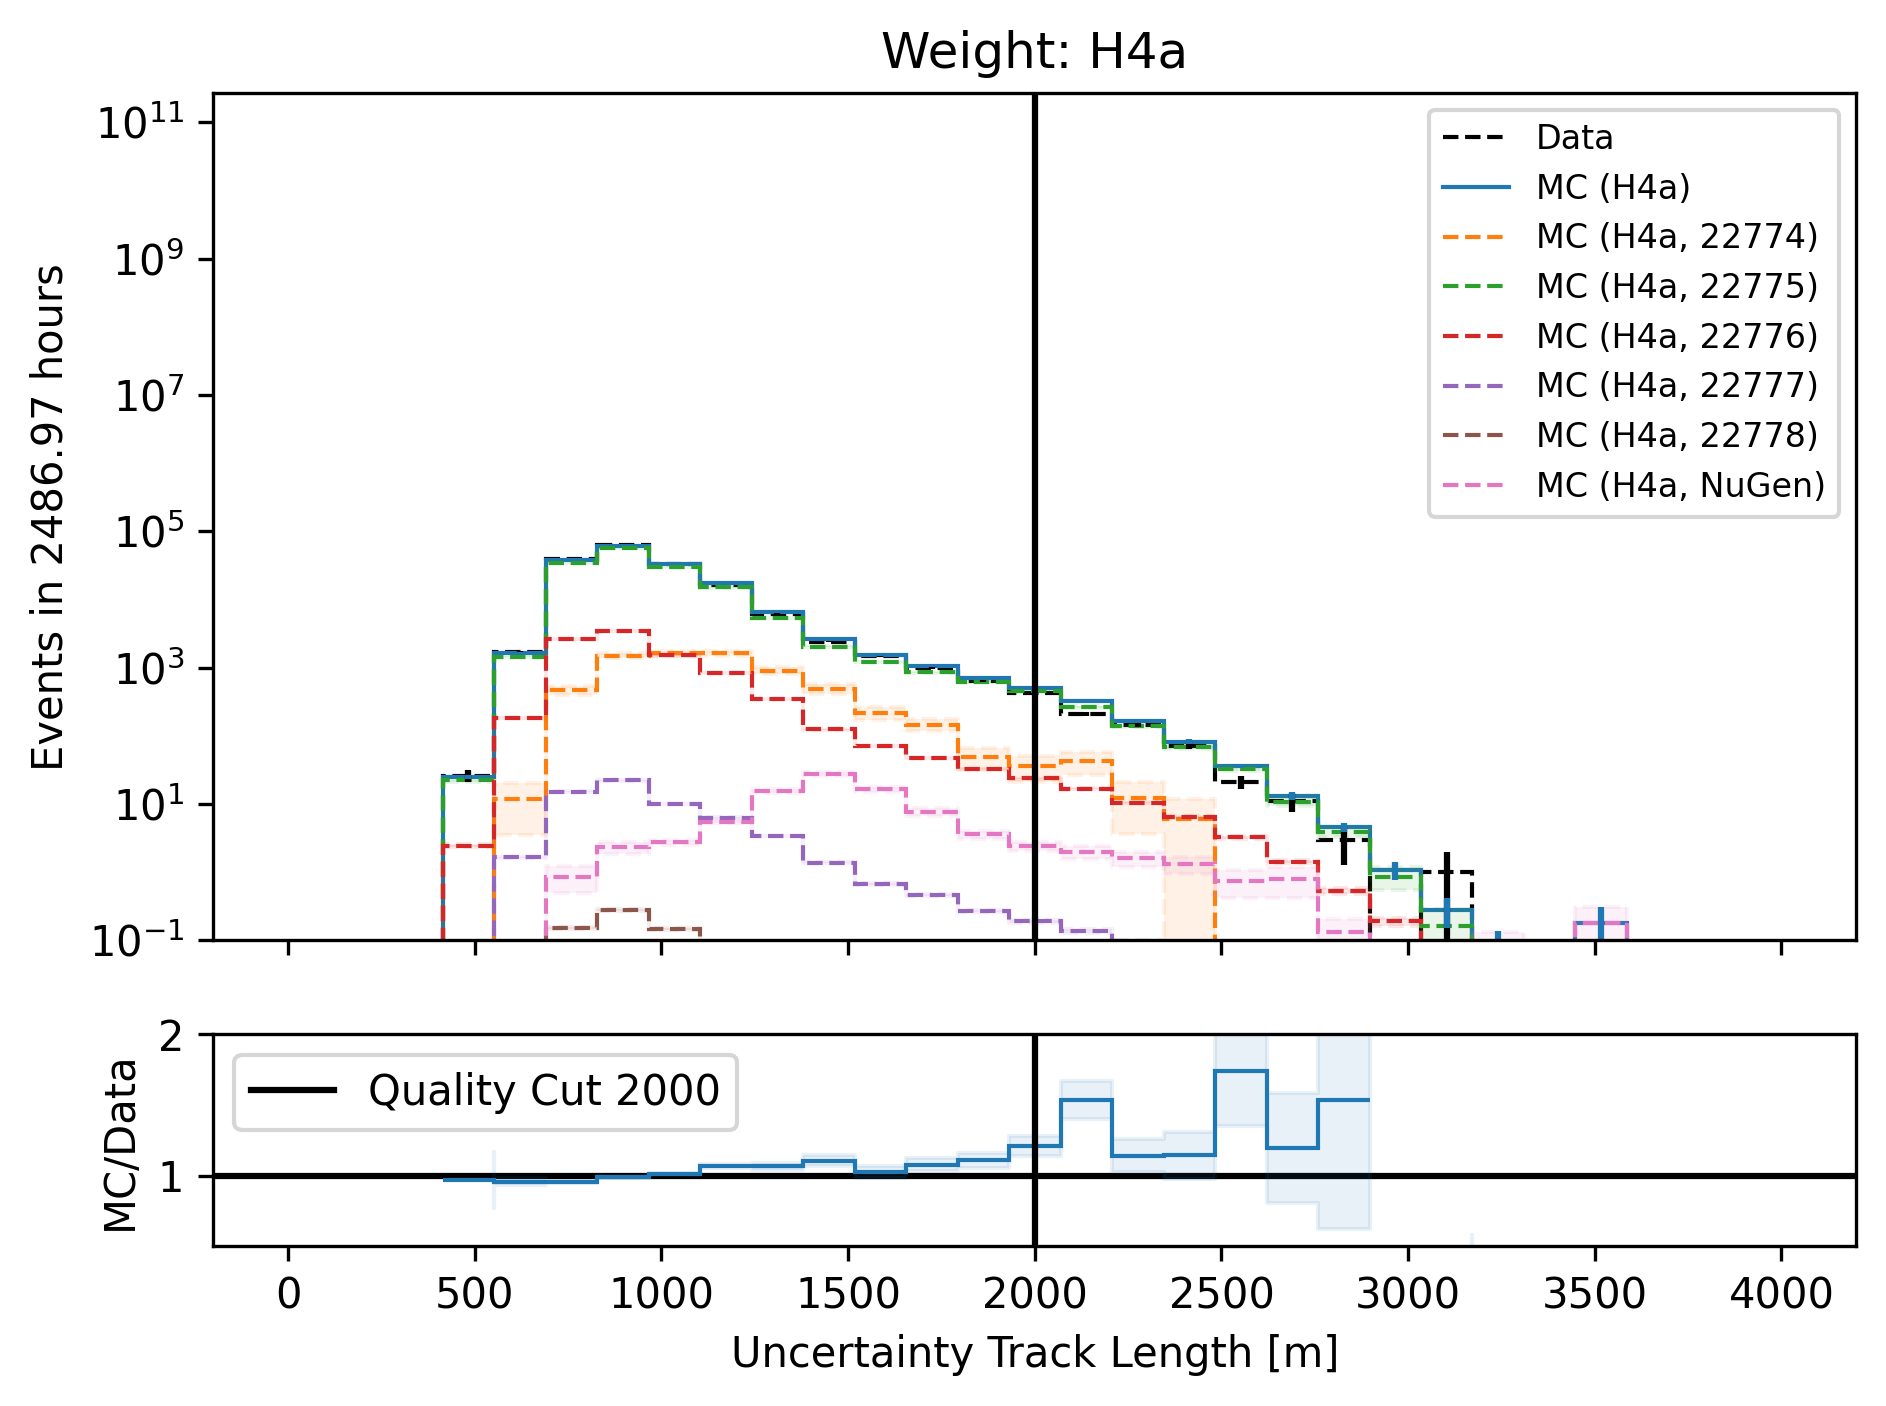 Weight: H4a
10^11
10^9
10^7
10^5
10^3
10^1
10^−1
Events in 2486.97 hours
Data
MC (H4a)
MC (H4a, 22774)
MC (H4a, 22775)
MC (H4a, 22776)
MC (H4a, 22777)
MC (H4a, 22778)
MC (H4a, NuGen)
2
1
MC/Data
Quality Cut 2000
0 500 1000 1500 2000 2500 3000 3500 4000
Uncertainty Track Length [m]